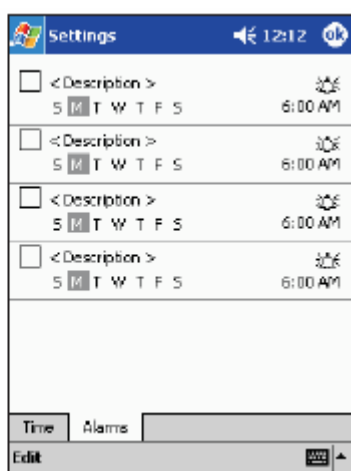 Settings 12:12 ok
< Description >
S M T W T F S 6:00 AM
< Description >
S M T W T F S 6:00 AM
< Description >
S M T W T F S 6:00 AM
< Description >
S M T W T F S 6:00 AM
Time Alarms
Edit